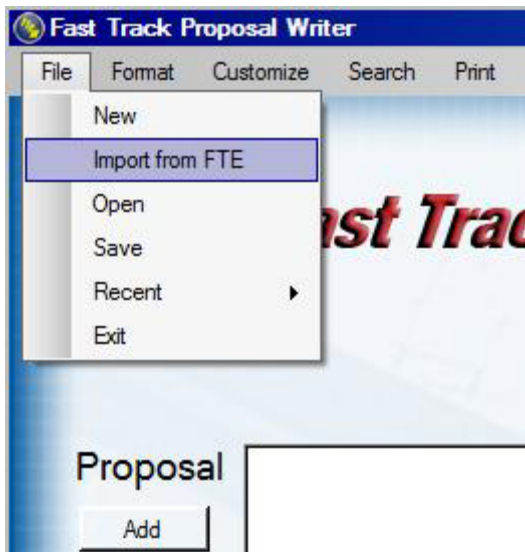 Fast Track Proposal Writer
File Format Customize Search Print
New
Import from FTE
Open
Save
Recent
Exit
Proposal
Add